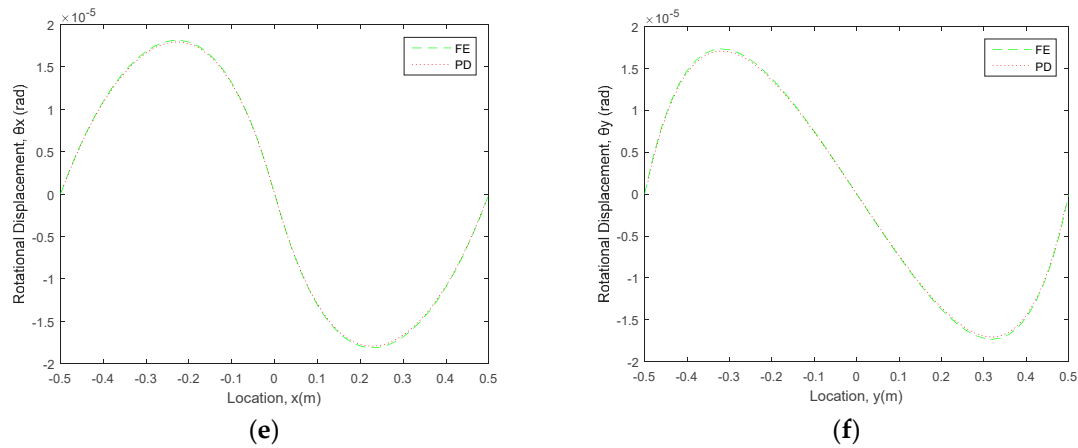 ×10⁻⁵
2
1.5
1
0.5
0
-0.5
-1
-1.5
-2
Rotational Displacement, θx (rad)
FE
PD
-0.5 -0.4 -0.3 -0.2 -0.1 0 0.1 0.2 0.3 0.4 0.5
Location, x(m)
(e)
×10⁻⁵
2
1.5
1
0.5
0
-0.5
-1
-1.5
-2
Rotational Displacement, θy (rad)
FE
PD
-0.5 -0.4 -0.3 -0.2 -0.1 0 0.1 0.2 0.3 0.4 0.5
Location, y(m)
(f)